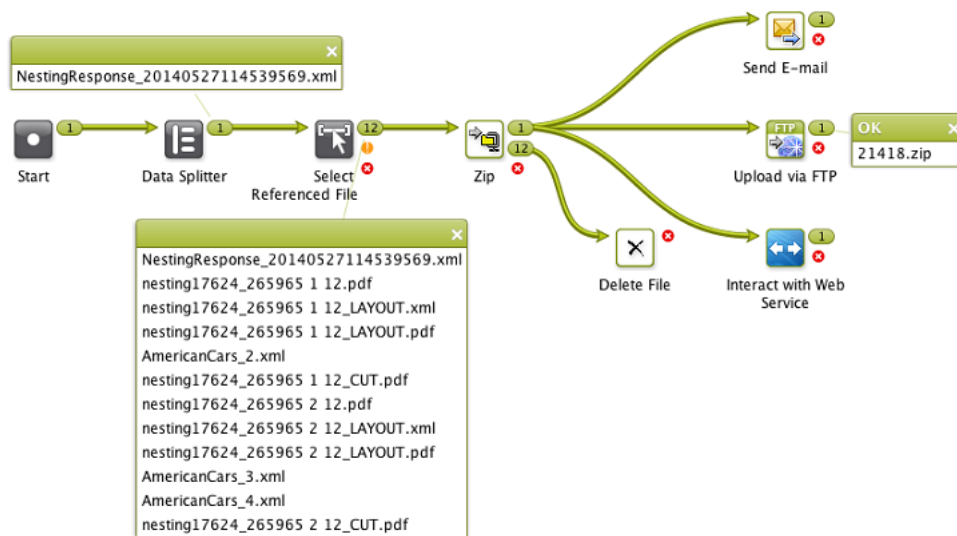 1
Send E-mail
NestingResponse_20140527114539569.xml
1
1
12
1
12
FTP
1
OK
21418.zip
Start
Data Splitter
Select
Referenced File
Zip
Upload via FTP
NestingResponse_20140527114539569.xml
nesting17624_265965 1 12.pdf
nesting17624_265965 1 12_LAYOUT.xml
nesting17624_265965 1 12_LAYOUT.pdf
AmericanCars_2.xml
nesting17624_265965 1 12_CUT.pdf
nesting17624_265965 2 12.pdf
nesting17624_265965 2 12_LAYOUT.xml
nesting17624_265965 2 12_LAYOUT.pdf
AmericanCars_3.xml
AmericanCars_4.xml
nesting17624_265965 2 12_CUT.pdf
Delete File
1
Interact with Web
Service